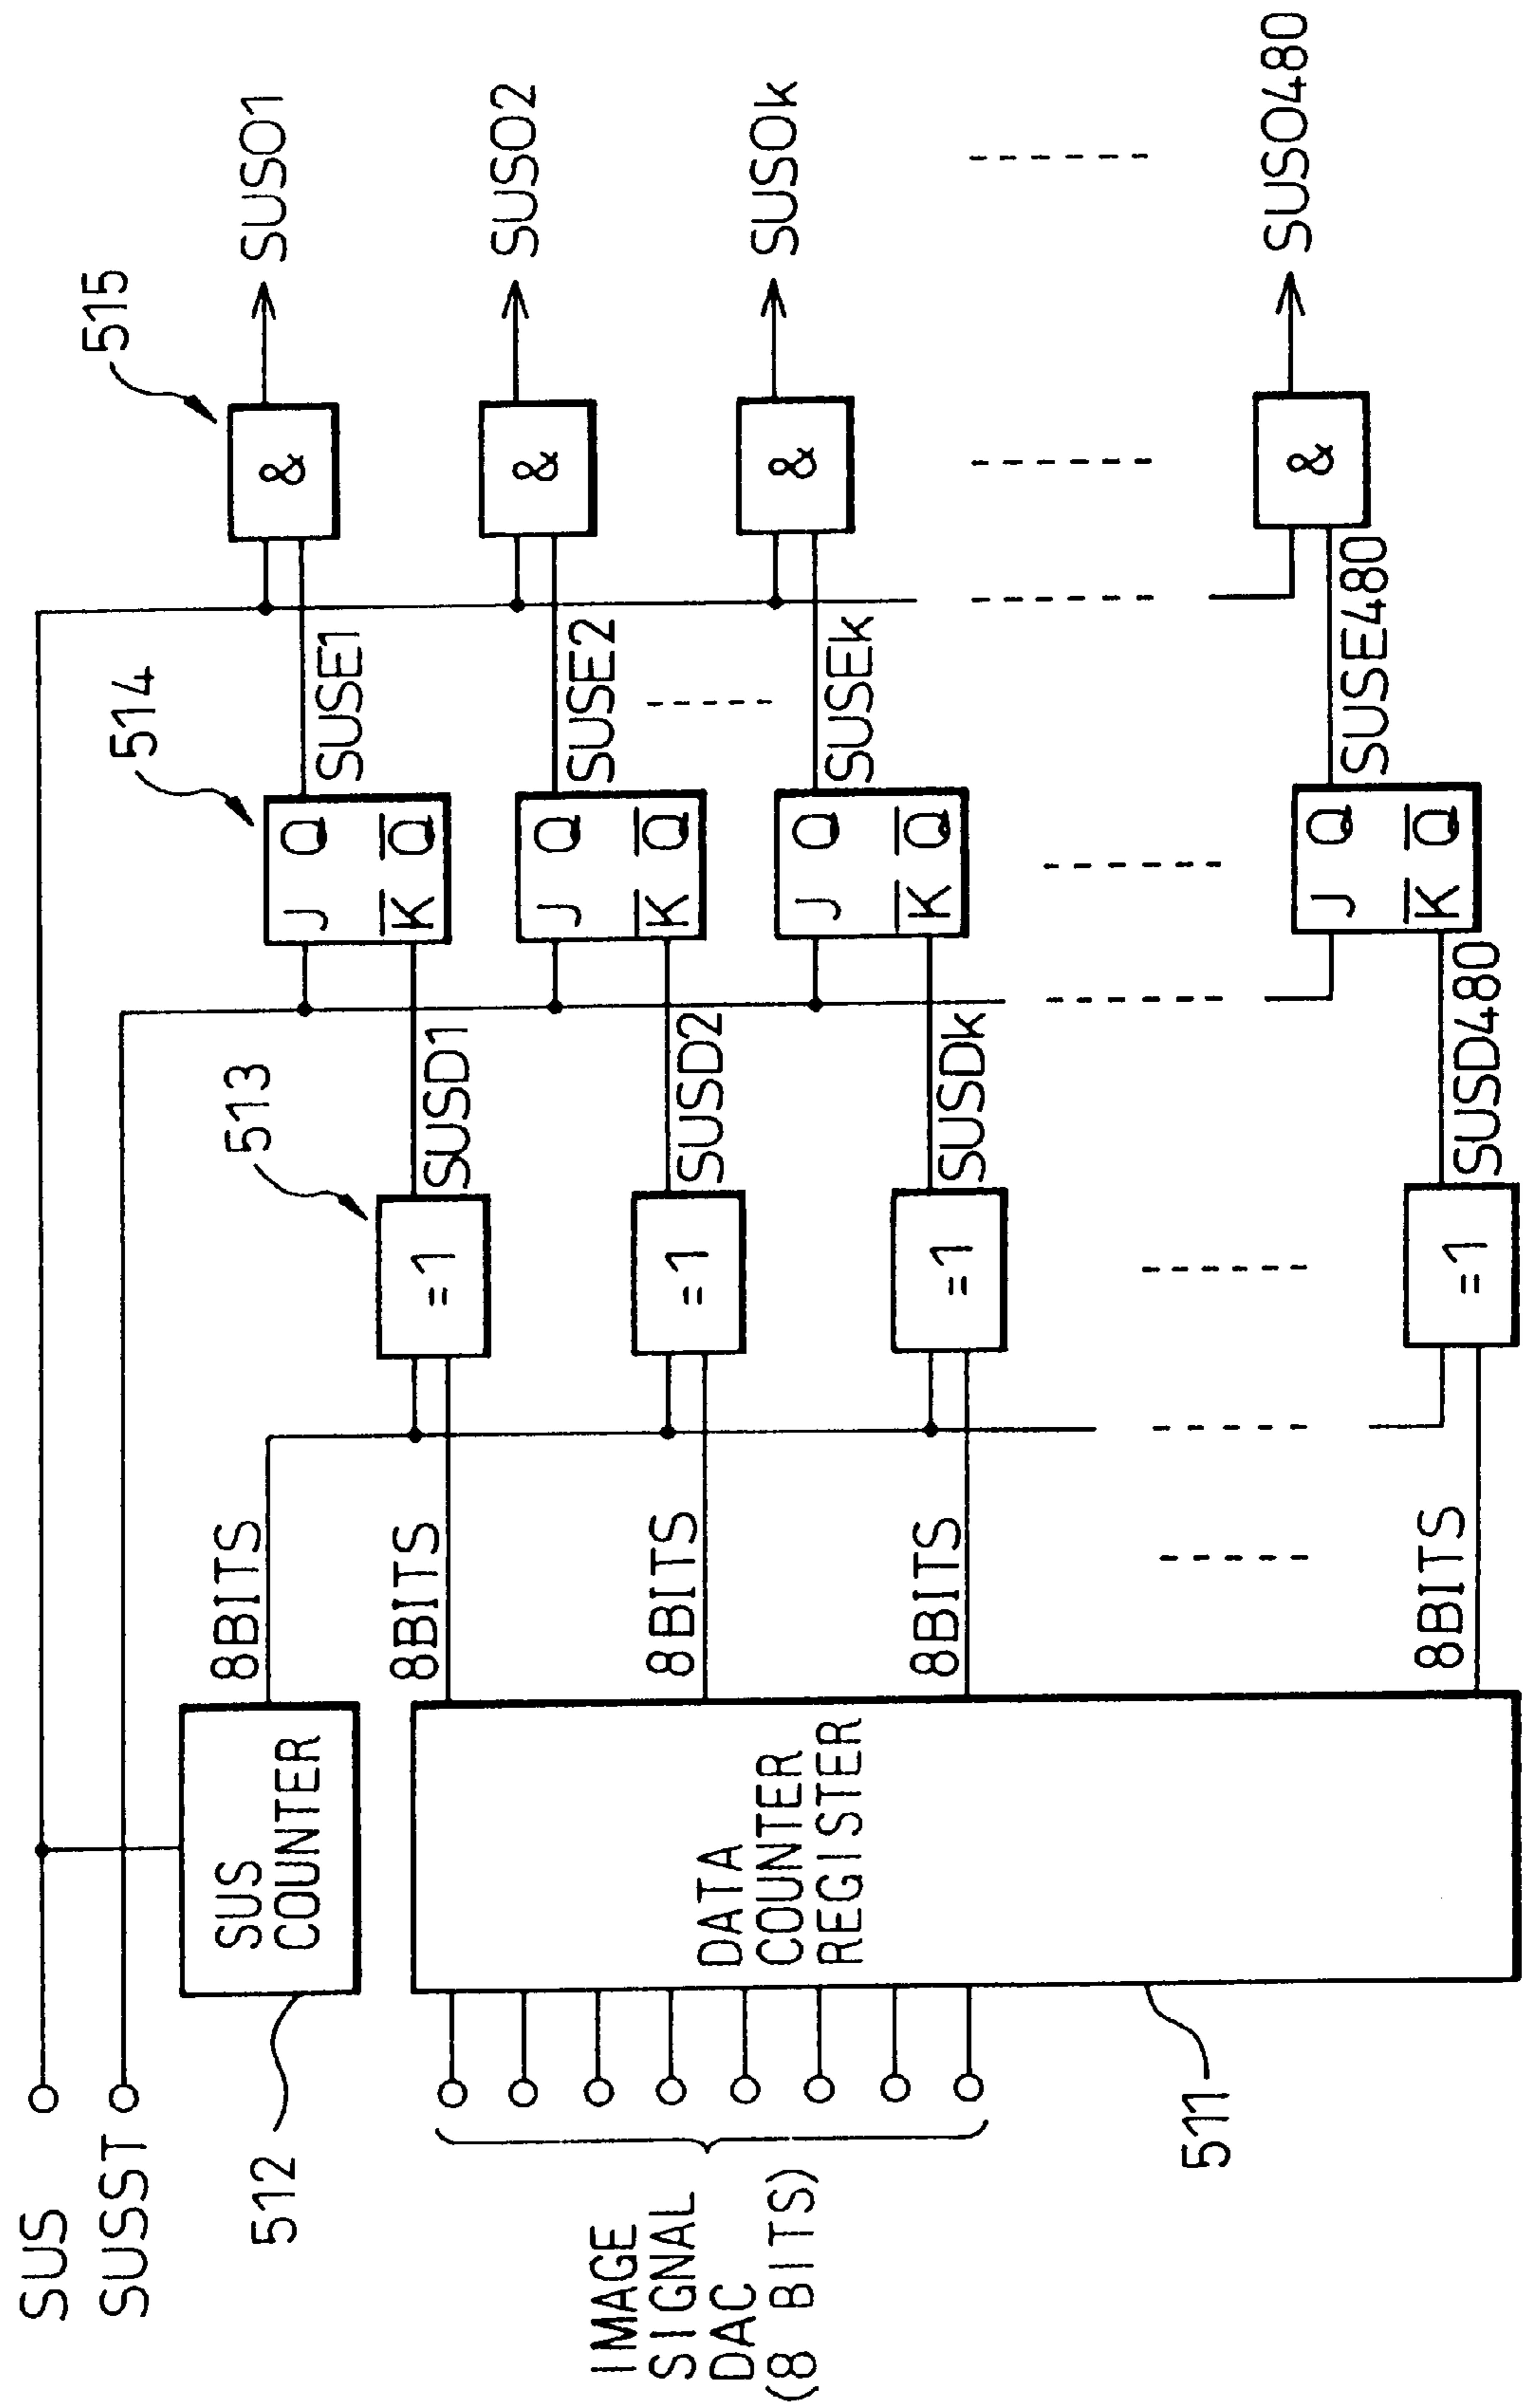 SUS
SUSST
512
SUS
COUNTER
8BITS
IMAGE
SIGNAL
DAC
(8 BITS)
DATA
COUNTER
REGISTER
511
8BITS
8BITS
8BITS
8BITS
513
=1
=1
=1
=1
SUSD1
SUSD2
SUSDk
SUSD480
514
J Q
K̅ Q̅
J Q
K̅ Q̅
J Q
K̅ Q̅
J Q
K̅ Q̅
SUSE1
SUSE2
SUSEk
SUSE480
515
&
&
&
&
SUSO1
SUSO2
SUSOk
SUSO480